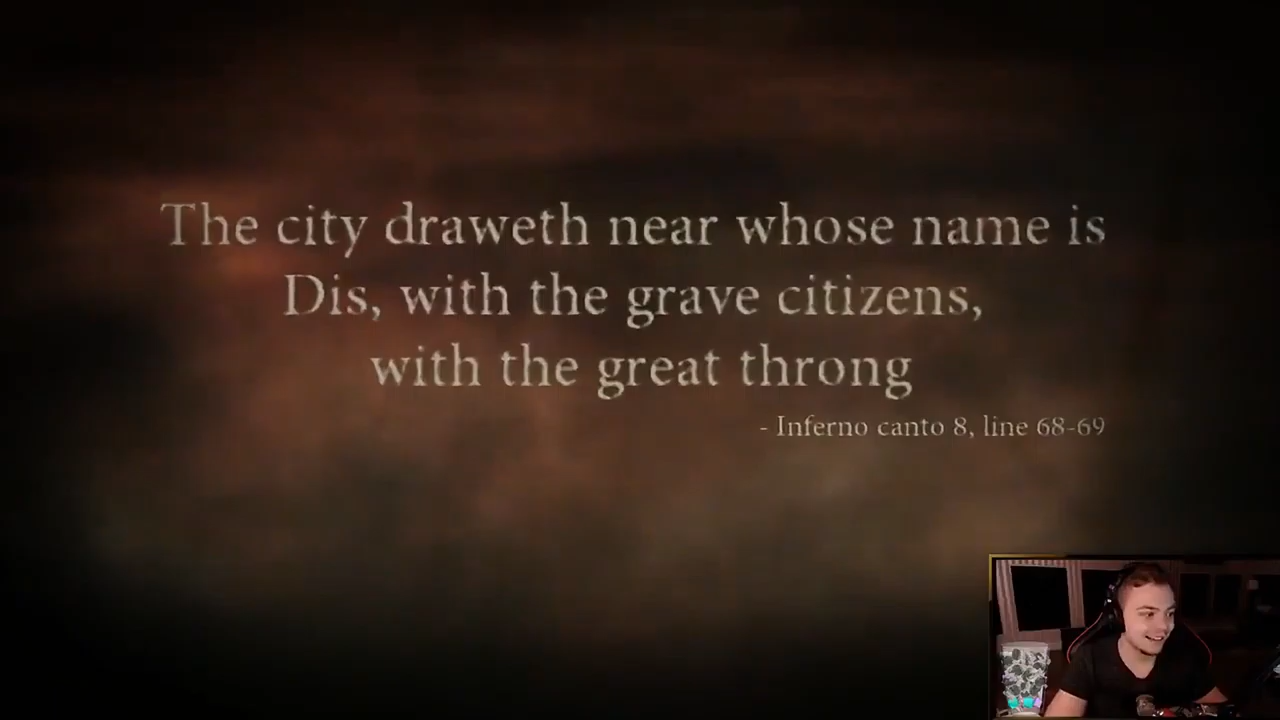 The city draweth near whose name is
Dis, with the grave citizens,
with the great throng
- Inferno canto 8, line 68-69